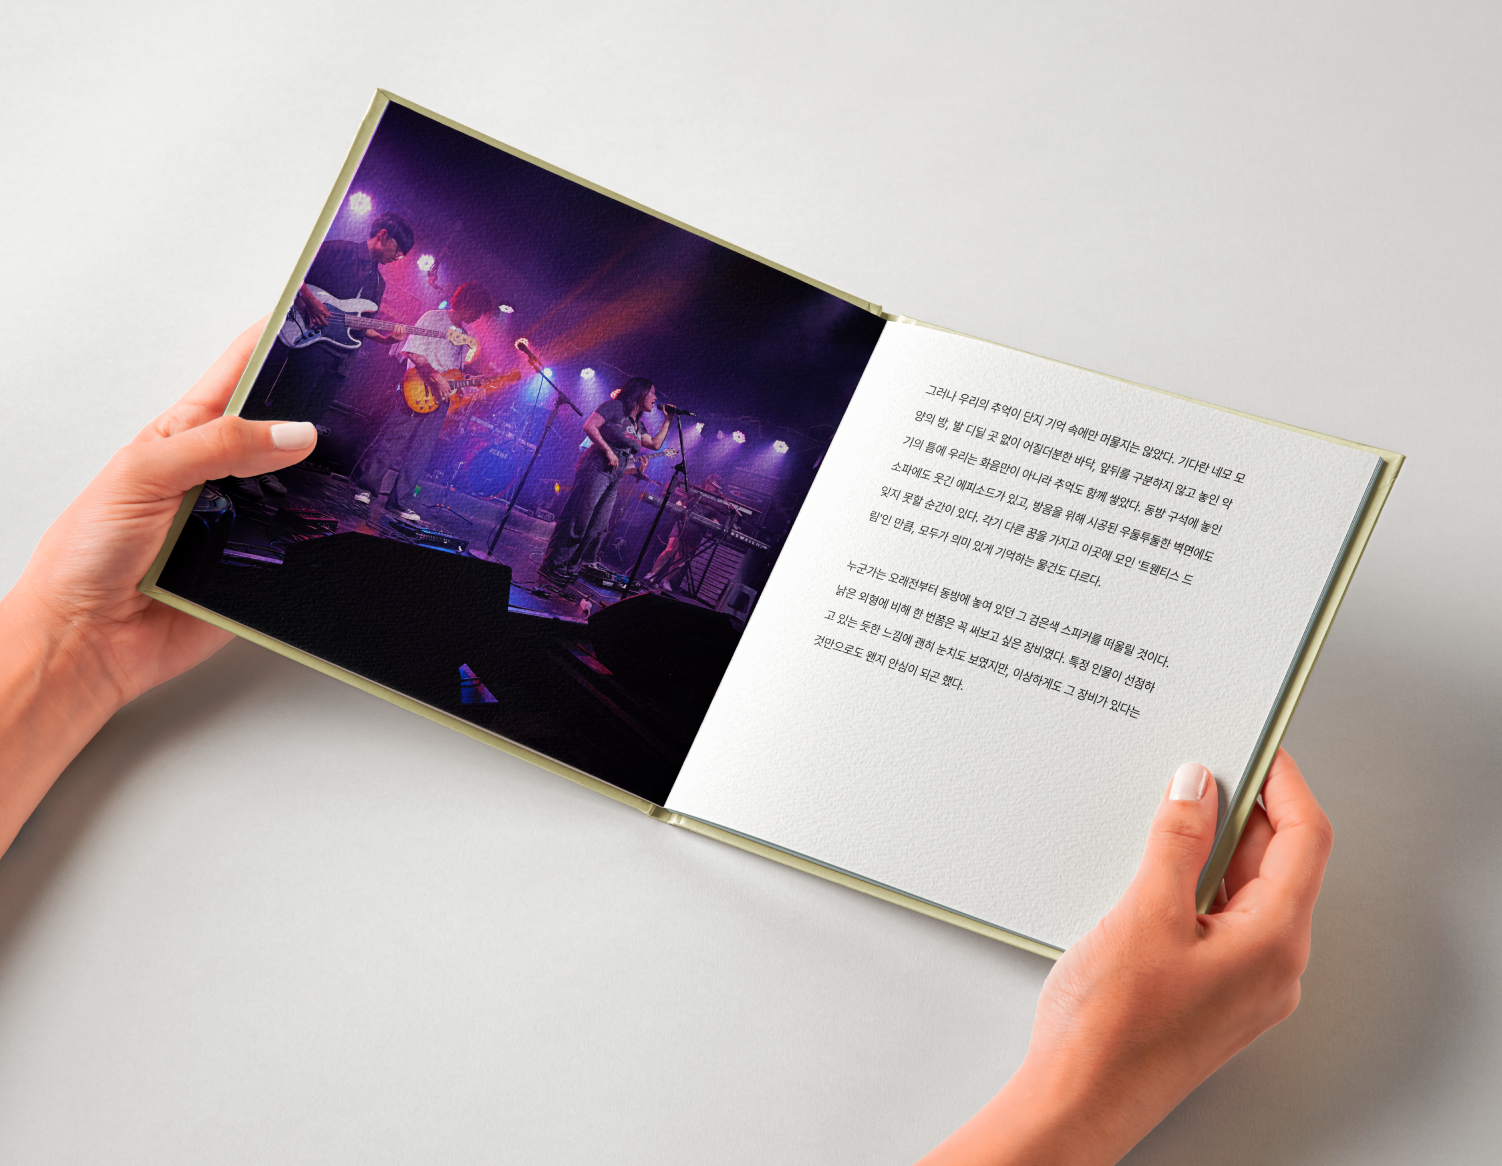 그러나 우리의 추억이 단지 기억 속에만 머물지는 않았다. 기다란 네모 모
양의 방, 발 디딜 곳 없이 어질더분한 바닥, 앞뒤를 구분하지 않고 놓인 악
기의 틈에 우리는 화음만이 아니라 추억도 함께 쌓았다. 동방 구석에 놓인
소파에도 웃긴 에피소드가 있고, 방음을 위해 시공된 우둘투둘한 벽면에도
잊지 못할 순간이 있다. 각기 다른 꿈을 가지고 이곳에 모인 '트웬티스 드
림'인 만큼, 모두가 의미 있게 기억하는 물건도 다르다.
누군가는 오래전부터 동방에 놓여 있던 그 검은색 스피커를 떠올릴 것이다.
낡은 외형에 비해 한 번쯤은 꼭 써보고 싶은 장비였다. 특정 인물이 선점하
고 있는 듯한 느낌에 괜히 눈치도 보였지만, 이상하게도 그 장비가 있다는
것만으로도 왠지 안심이 되곤 했다.